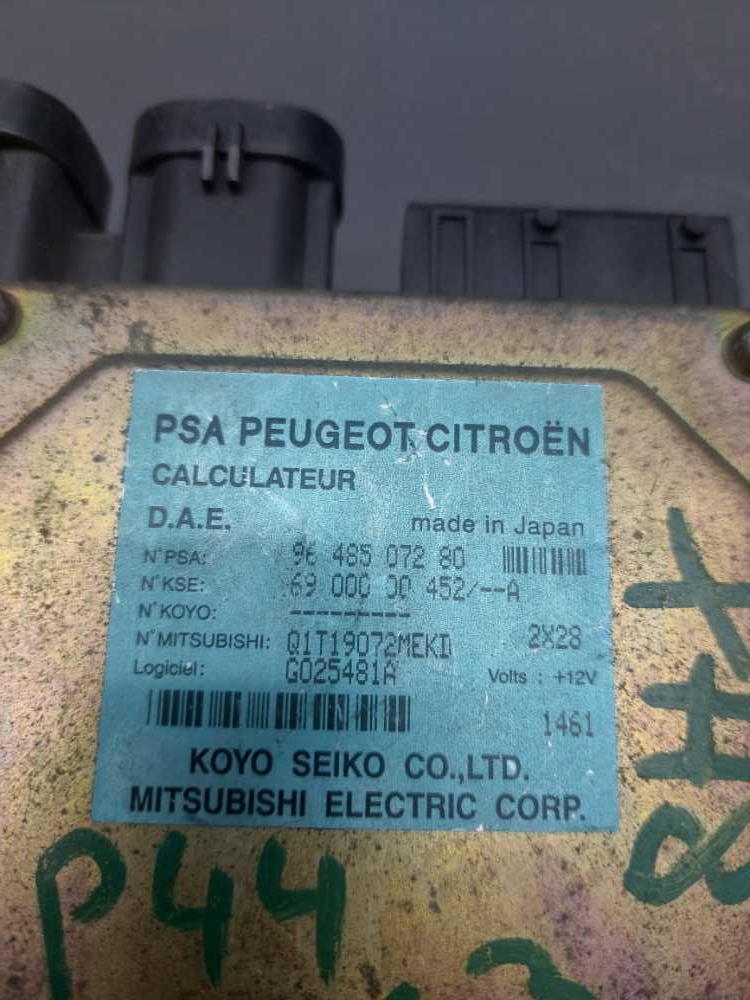 PSA PEUGEOT CITROËN
CALCULATEUR
D.A.E. made in Japan
N°PSA: 96 485 072 80
N°KSE: 69 000 00 452/--A
N°KOYO: ---------
N°MITSUBISHI: Q1T19072MEKD 2X28
Logiciel: G025481A Volts : +12V
1461
KOYO SEIKO CO.,LTD.
MITSUBISHI ELECTRIC CORP.
P44